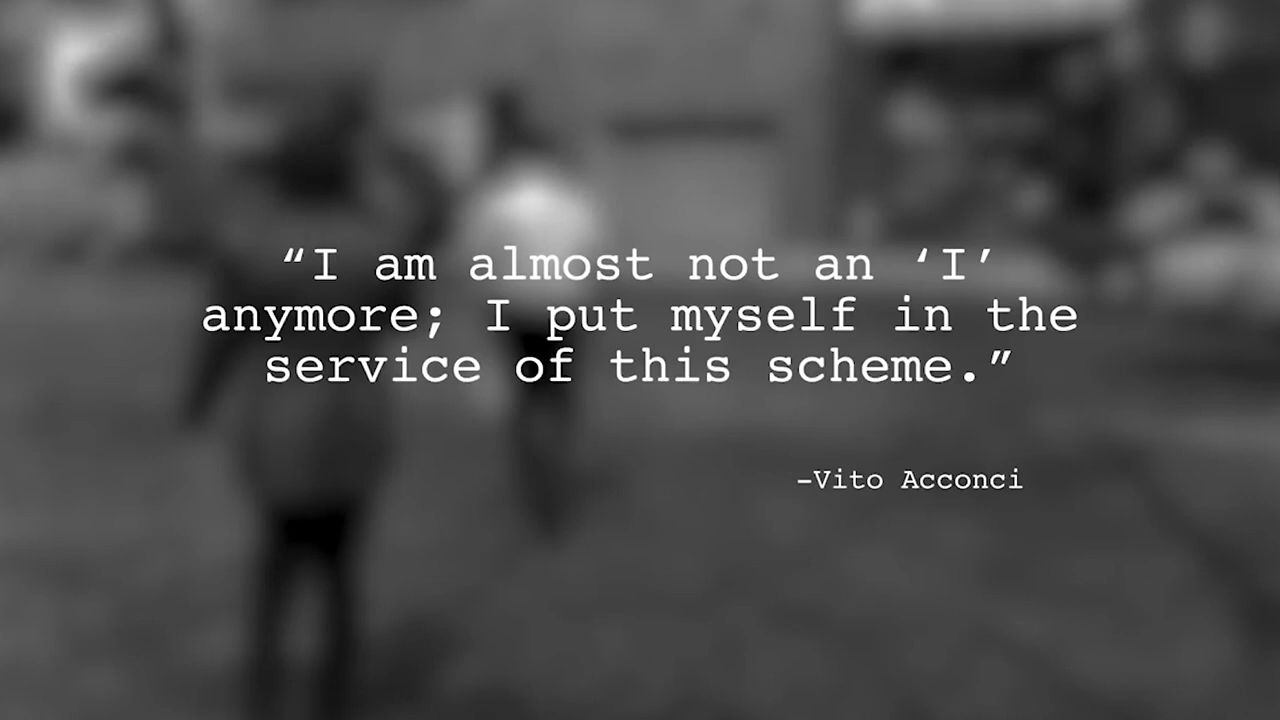 “I am almost not an ‘I’
anymore; I put myself in the
service of this scheme.”
–Vito Acconci